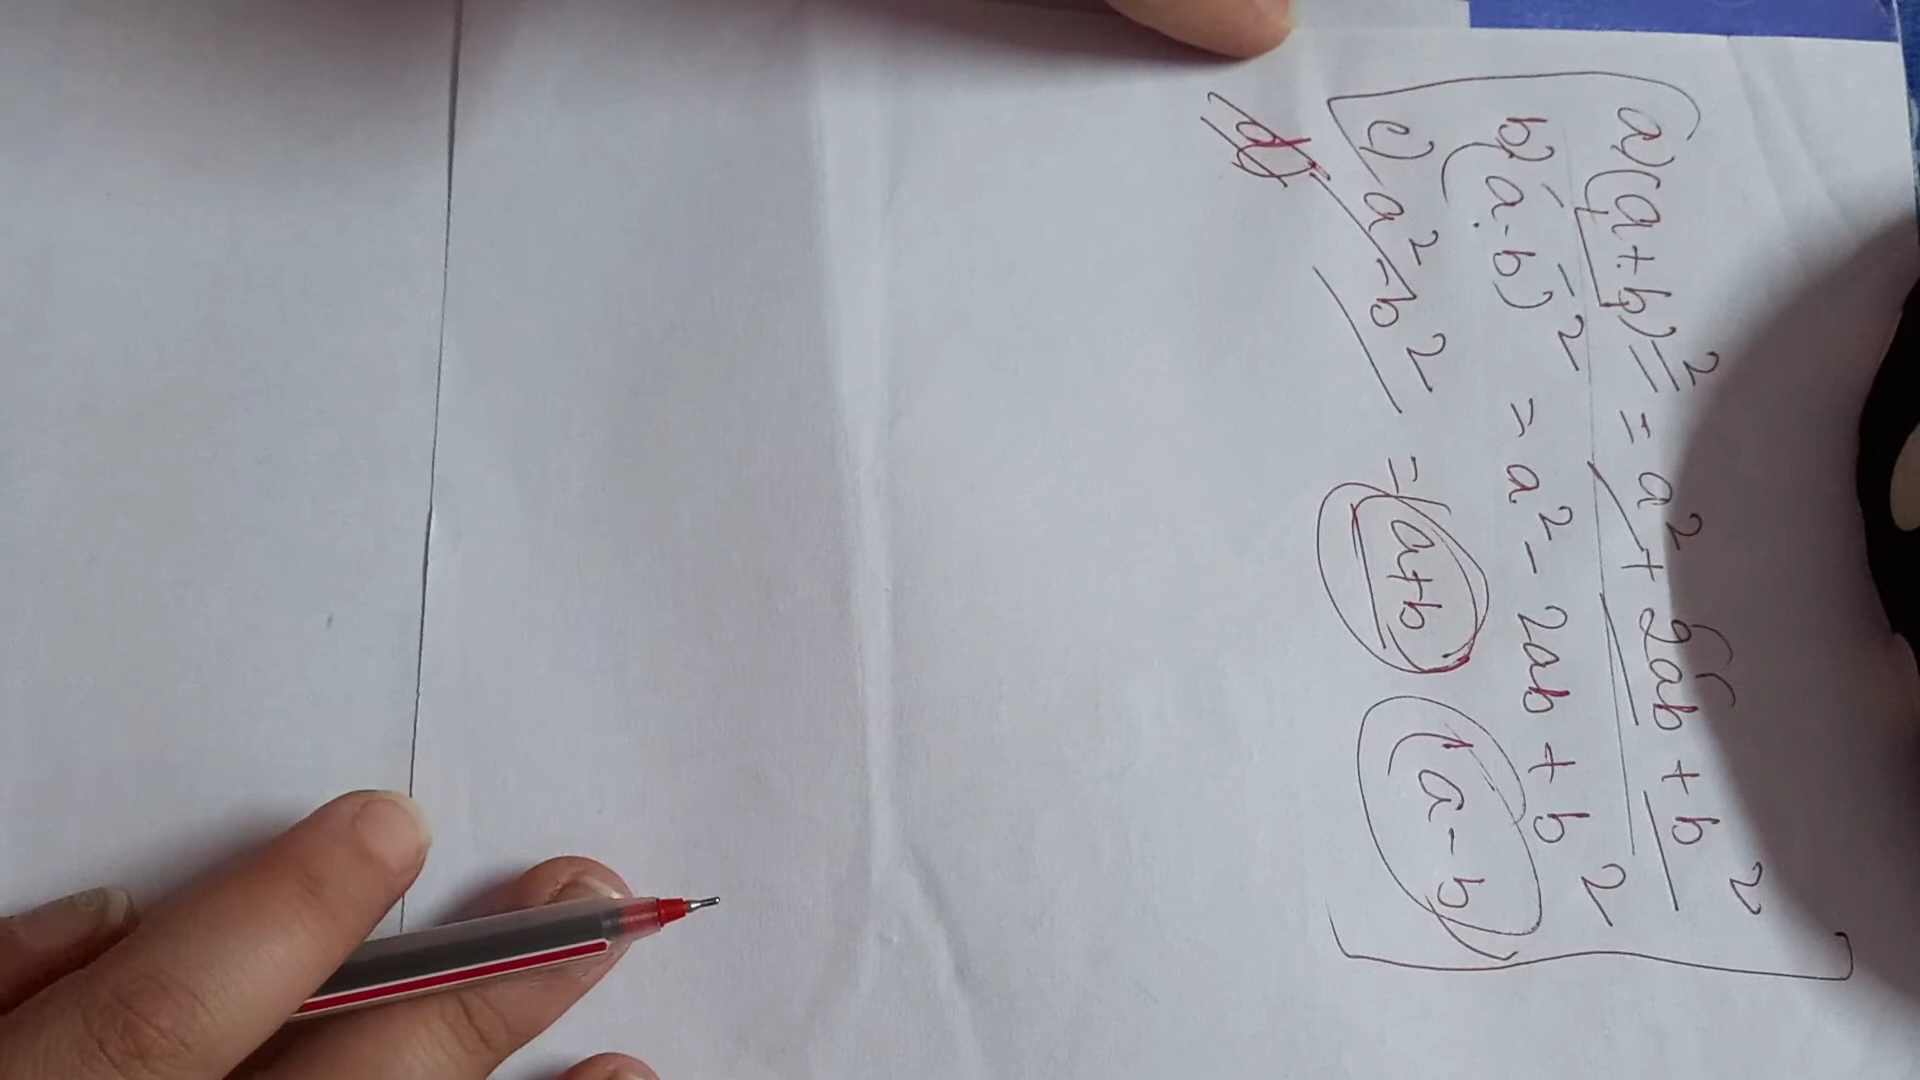 a) (a+b)² = a² + 2ab + b²
b) (a-b)² = a² - 2ab + b²
c) a² - b² = (a+b) (a-b)